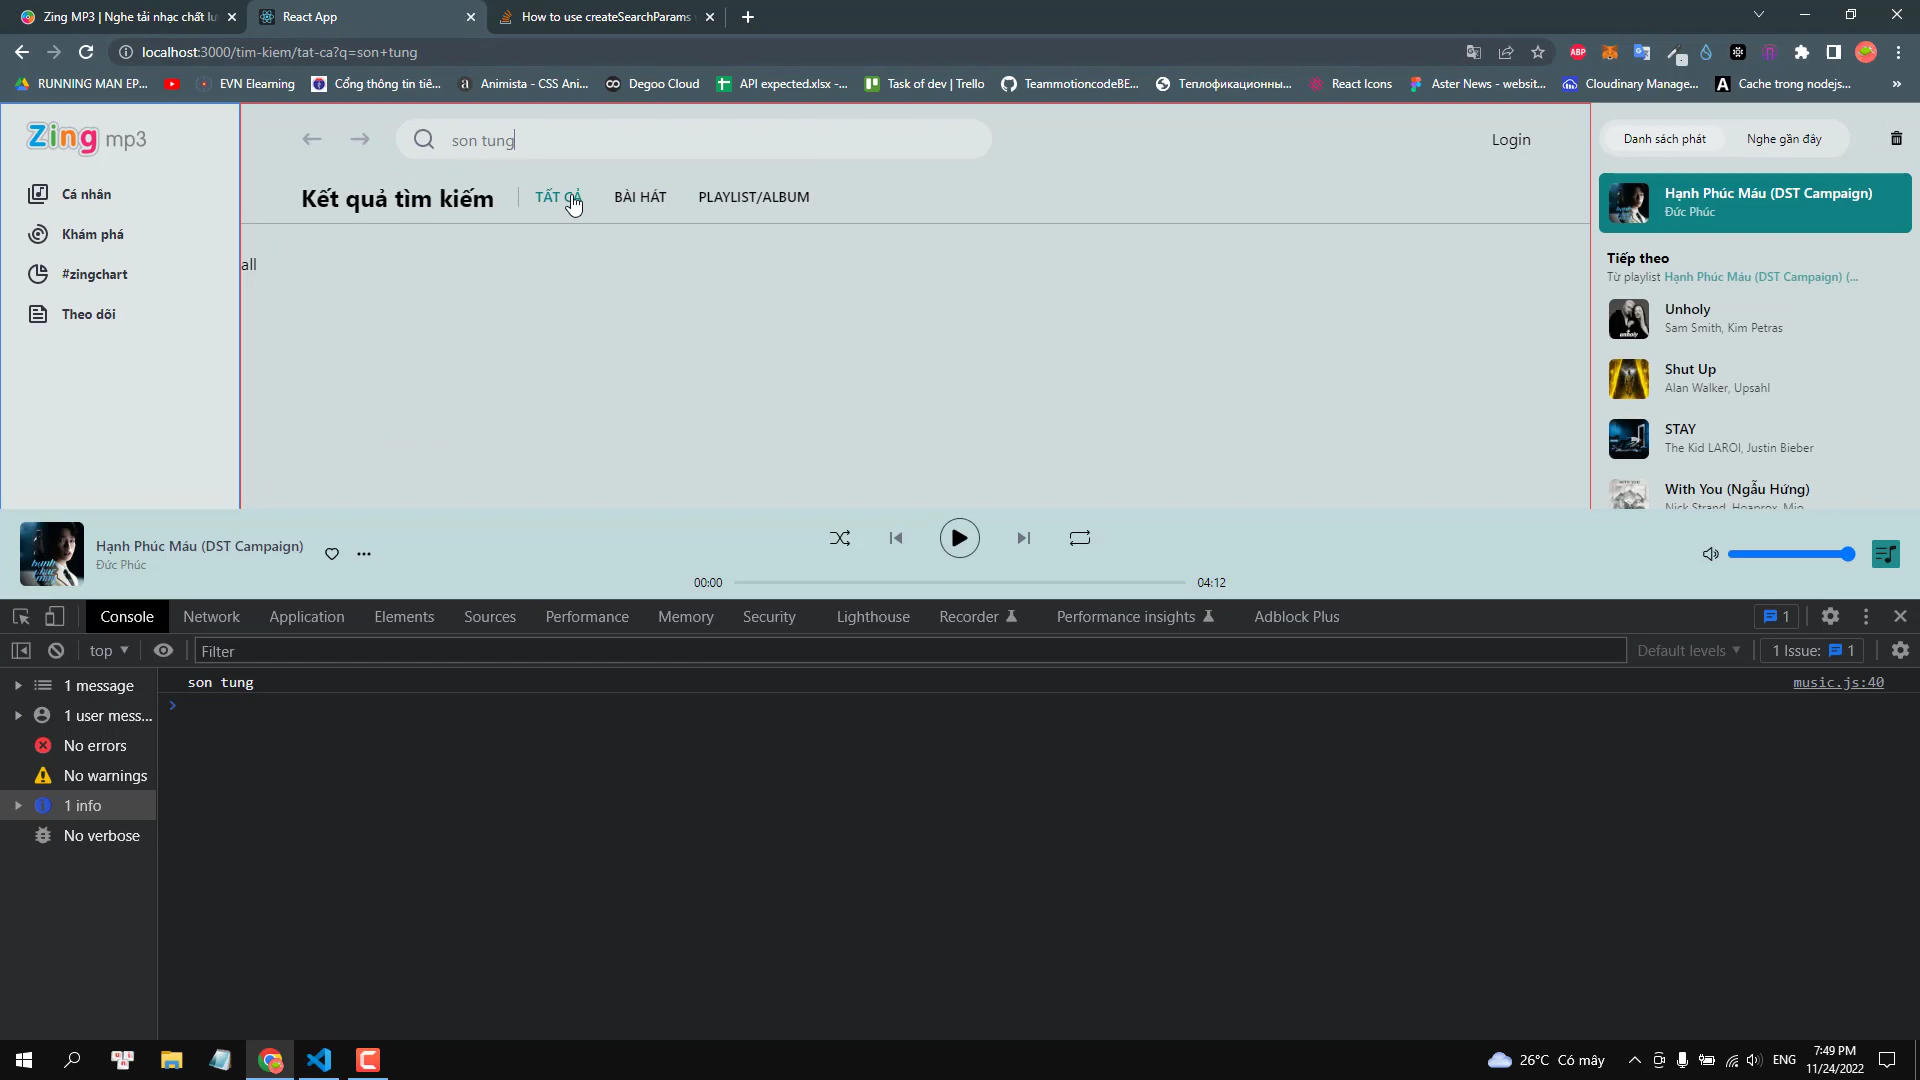 Zing MP3 | Nghe tải nhạc chất lư
React App
How to use createSearchParams
localhost:3000/tim-kiem/tat-ca?q=son+tung
ABP
RUNNING MAN EP...
EVN Elearning
Cổng thông tin tiê...
Animista - CSS Ani...
Degoo Cloud
API expected.xlsx -...
Task of dev | Trello
TeammotioncodeBE...
Теплофикационны...
React Icons
Aster News - websit...
Cloudinary Manage...
Cache trong nodejs...
»
Zing mp3
son tung
Login
Danh sách phát
Nghe gần đây
Cá nhân
Khám phá
#zingchart
Theo dõi
Kết quả tìm kiếm
TẤT CẢ
BÀI HÁT
PLAYLIST/ALBUM
all
Hạnh Phúc Máu (DST Campaign)
Đức Phúc
Tiếp theo
Từ playlist Hạnh Phúc Máu (DST Campaign) (...
Unholy
Sam Smith, Kim Petras
Shut Up
Alan Walker, Upsahl
STAY
The Kid LAROI, Justin Bieber
With You (Ngẫu Hứng)
Nick Strand, Hoaprox, Mio
Hạnh Phúc Máu (DST Campaign)
Đức Phúc
00:00
04:12
Console
Network
Application
Elements
Sources
Performance
Memory
Security
Lighthouse
Recorder
Performance insights
Adblock Plus
1
top
Filter
Default levels
1 Issue:
1
1 message
1 user mess...
No errors
No warnings
1 info
No verbose
son tung
music.js:40
26°C Có mây
ENG
7:49 PM
11/24/2022